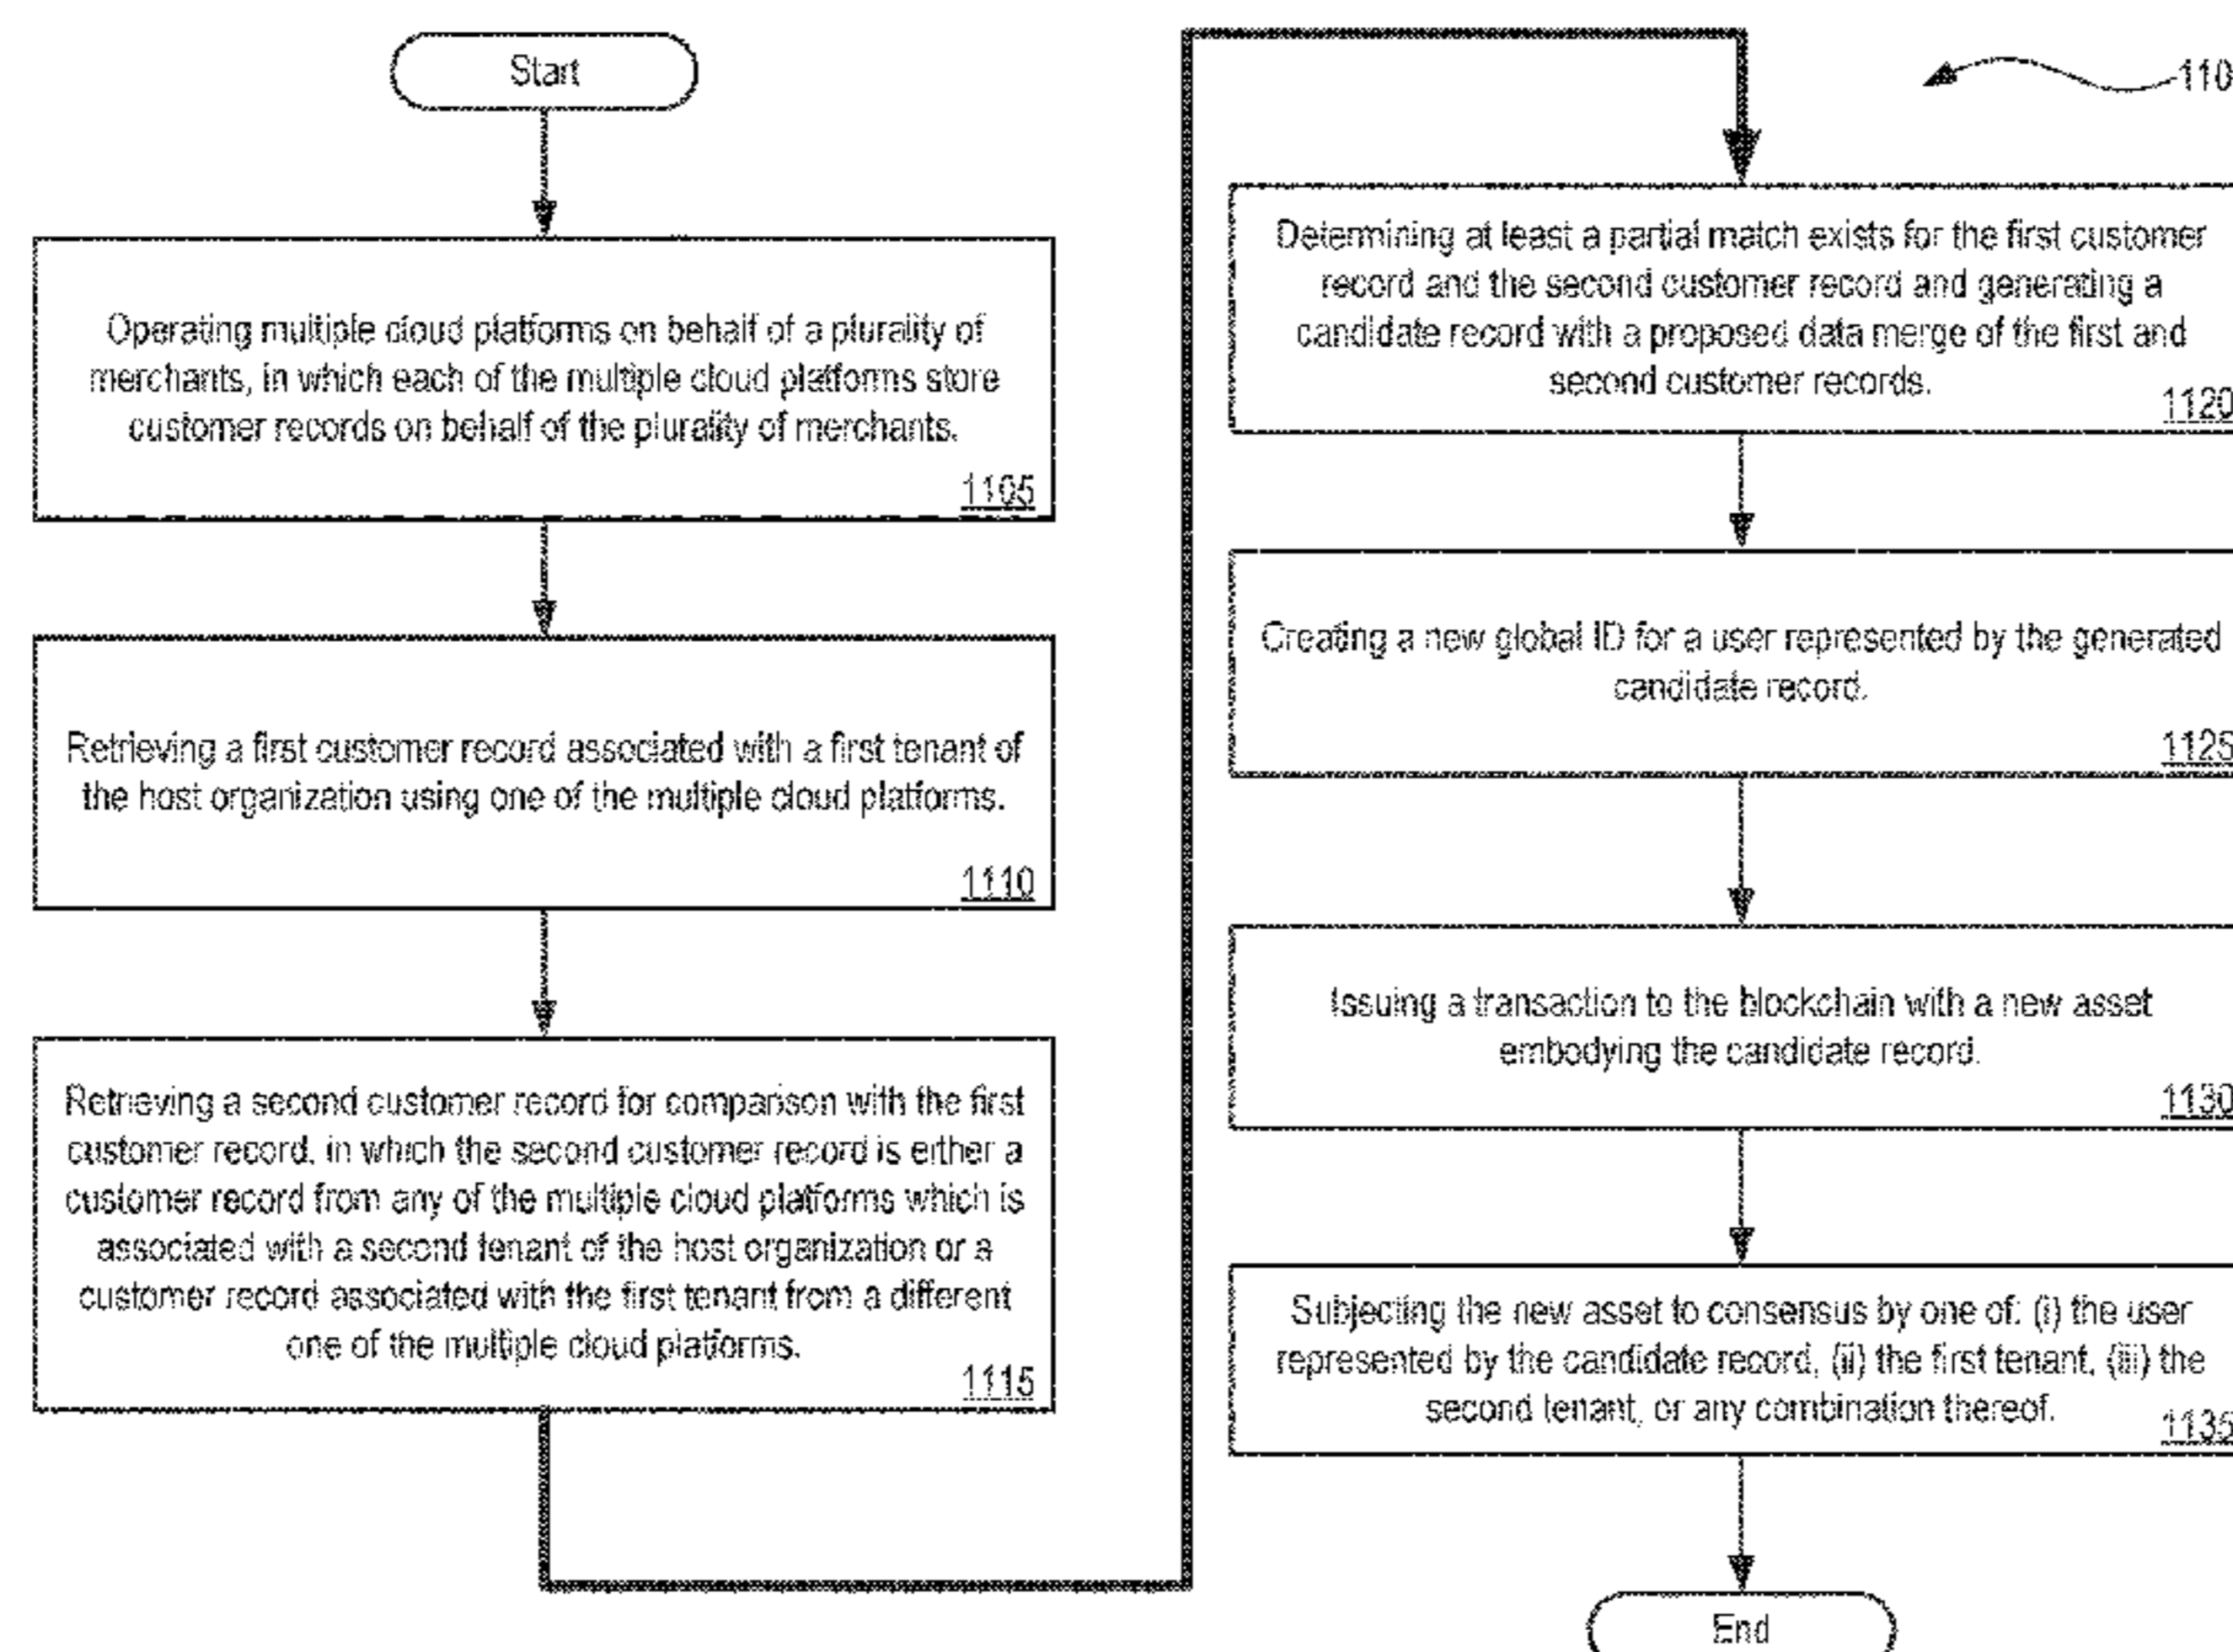 Start
Operating multiple cloud platforms on behalf of a plurality of
merchants, in which each of the multiple cloud platforms store
customer records on behalf of the plurality of merchants.
1105
Retrieving a first customer record associated with a first tenant of
the host organization using one of the multiple cloud platforms.
1110
Retrieving a second customer record for comparison with the first
customer record, in which the second customer record is either a
customer record from any of the multiple cloud platforms which is
associated with a second tenant of the host organization or a
customer record associated with the first tenant from a different
one of the multiple cloud platforms.
1115
110
Determining at least a partial match exists for the first customer
record and the second customer record and generating a
candidate record with a proposed data merge of the first and
second customer records.
1120
Creating a new global ID for a user represented by the generated
candidate record.
1125
Issuing a transaction to the blockchain with a new asset
embodying the candidate record.
1130
Subjecting the new asset to consensus by one of: (i) the user
represented by the candidate record, (ii) the first tenant, (iii) the
second tenant, or any combination thereof.
1135
End